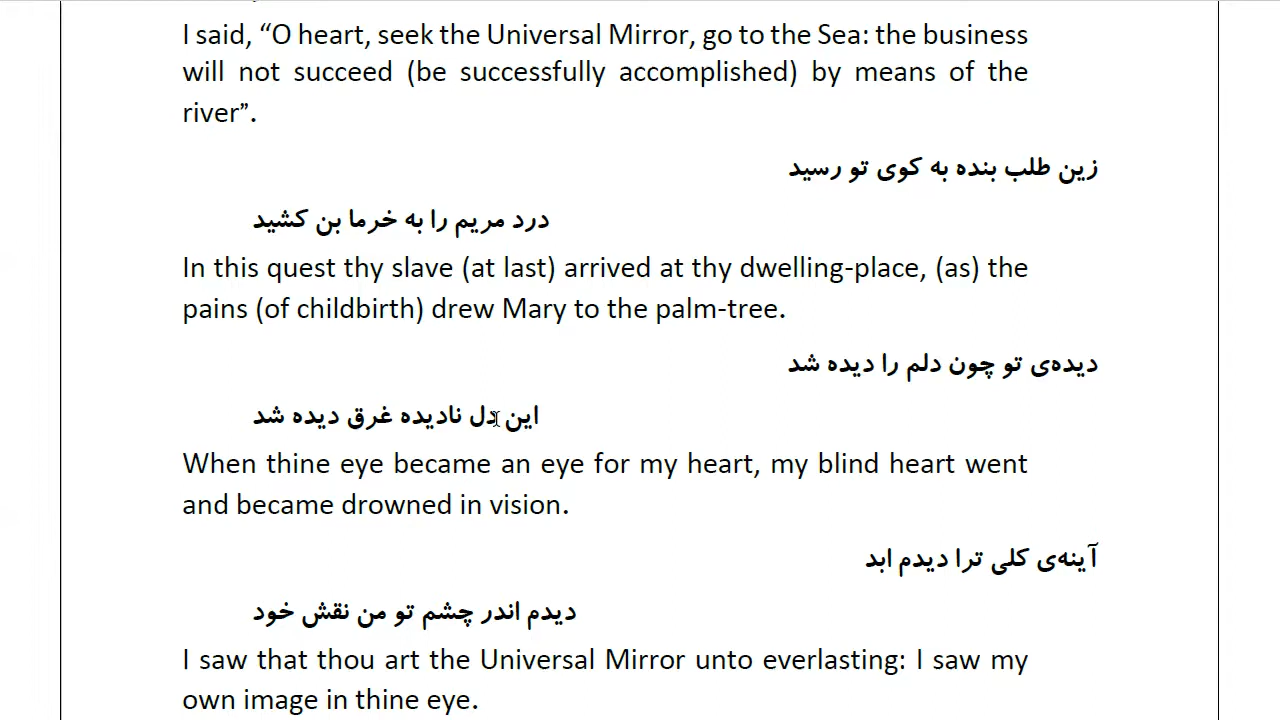 I said, “O heart, seek the Universal Mirror, go to the Sea: the business
will not succeed (be successfully accomplished) by means of the
river”.
زین طلب بنده به کوی تو رسید
درد مریم را به خرما بن کشید
In this quest thy slave (at last) arrived at thy dwelling-place, (as) the
pains (of childbirth) drew Mary to the palm-tree.
دیده‌ی تو چون دلم را دیده شد
این دل نادیده غرق دیده شد
When thine eye became an eye for my heart, my blind heart went
and became drowned in vision.
آینه‌ی کلی ترا دیدم ابد
دیدم اندر چشم تو من نقش خود
I saw that thou art the Universal Mirror unto everlasting: I saw my
own image in thine eye.